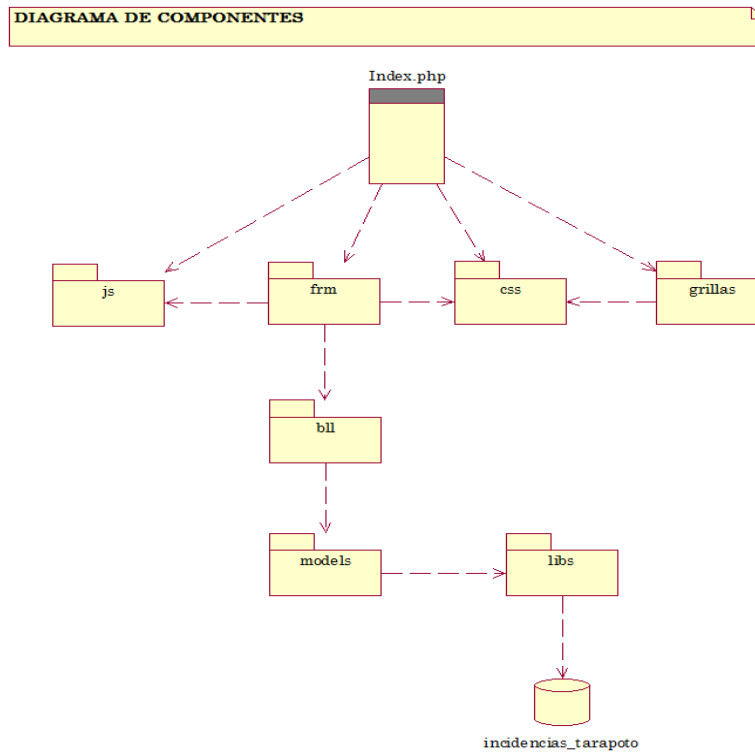 DIAGRAMA DE COMPONENTES
Index.php
js
frm
css
grillas
bll
models
libs
incidencias_tarapoto